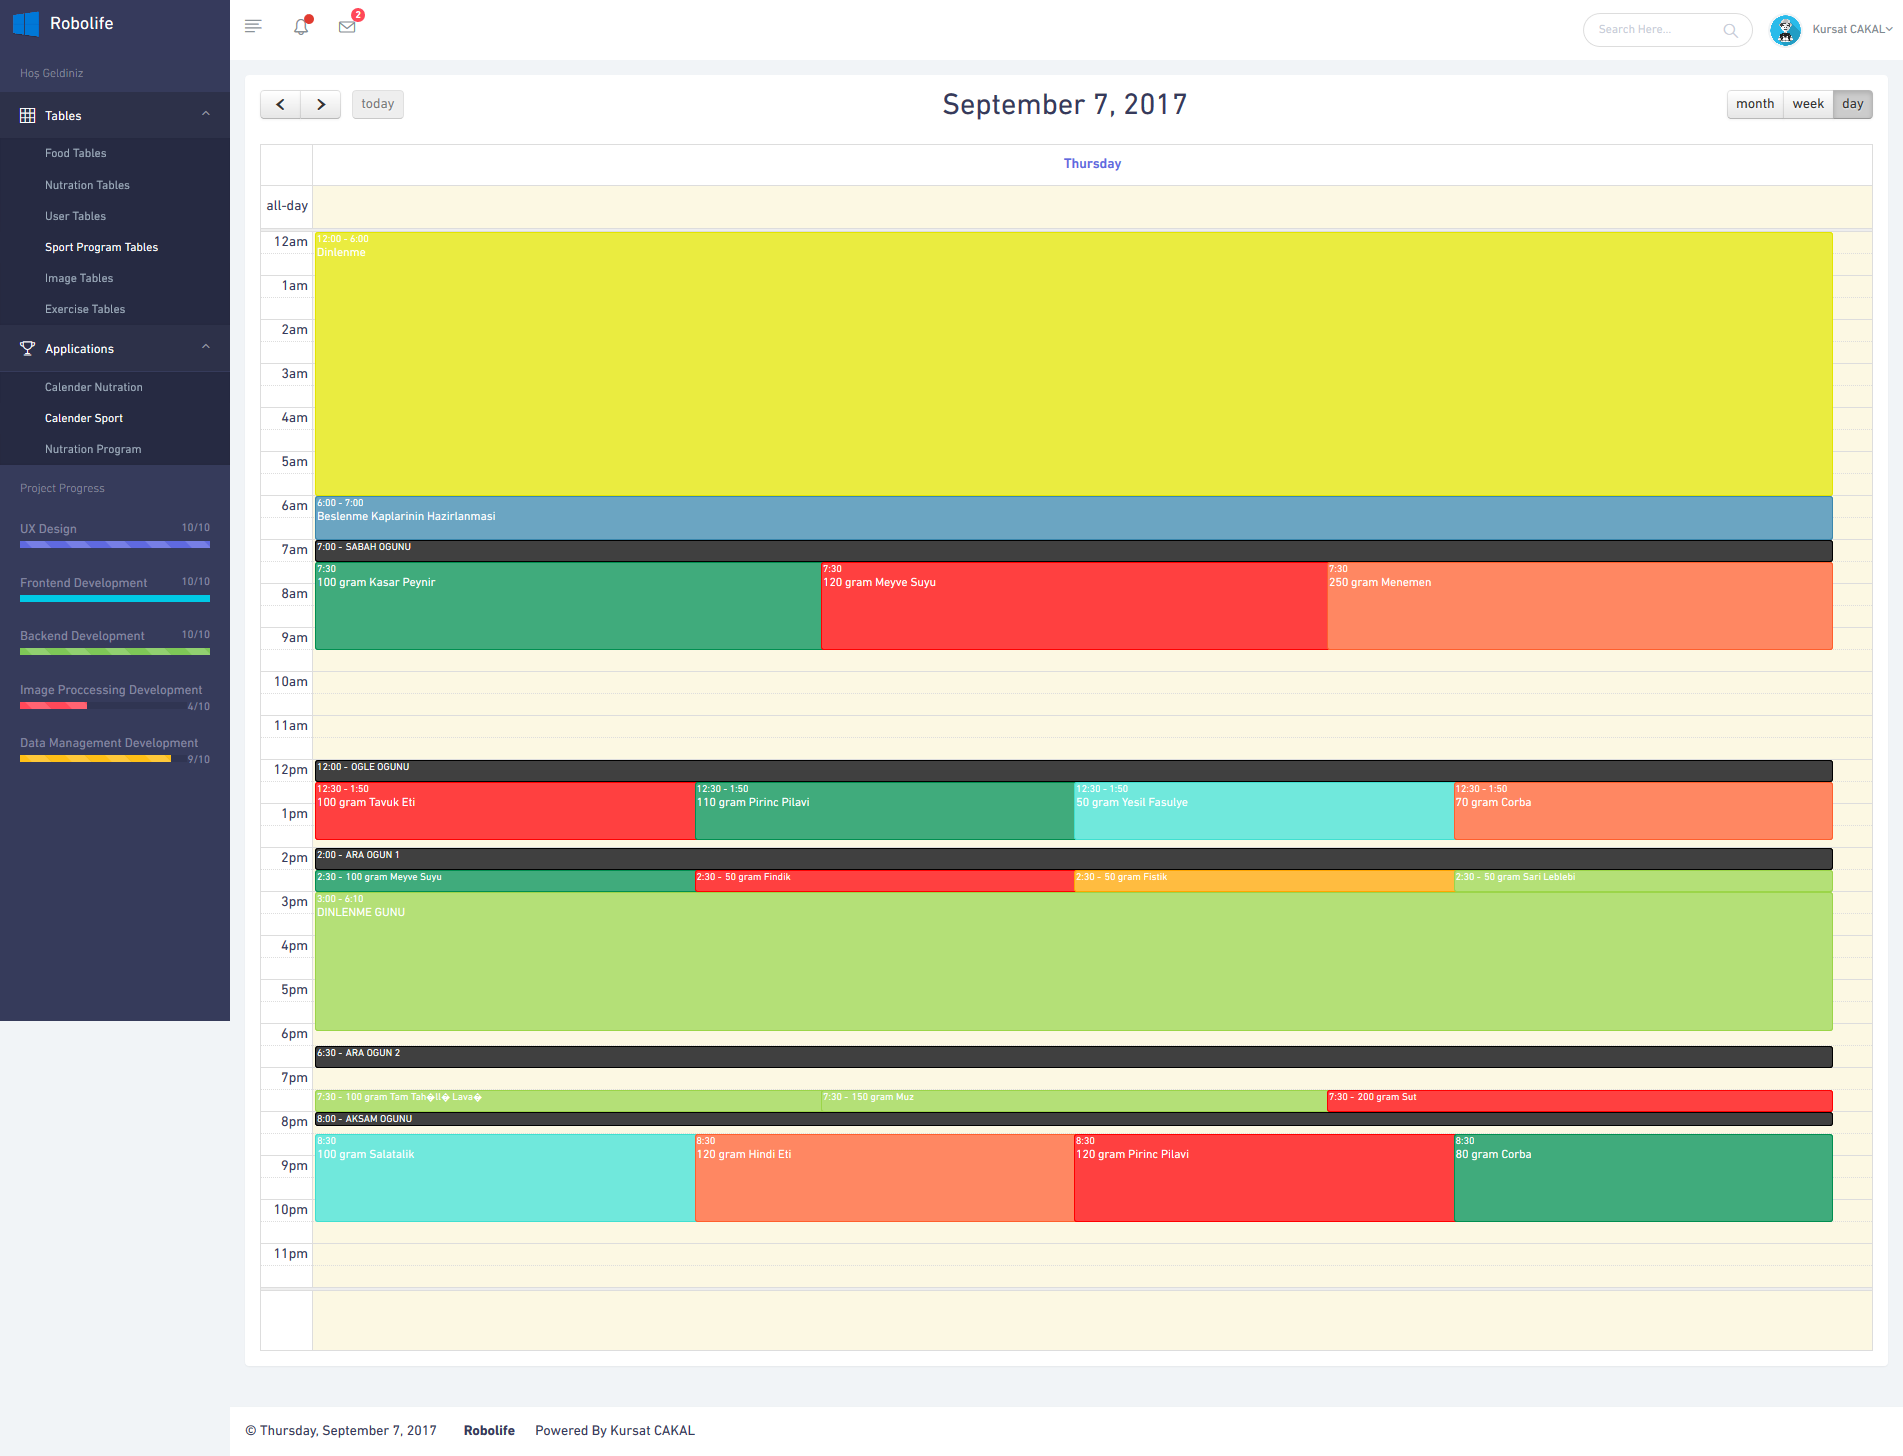 Robolife
2
Search Here...
Kursat CAKAL
Hoş Geldiniz
Tables
Food Tables
Nutration Tables
User Tables
Sport Program Tables
Image Tables
Exercise Tables
Applications
Calender Nutration
Calender Sport
Nutration Program
Project Progress
UX Design 10/10
Frontend Development 10/10
Backend Development 10/10
Image Proccessing Development
4/10
Data Management Development
9/10
today
September 7, 2017
month week day
Thursday
all-day
12am
12:00 - 6:00
Dinlenme
1am
2am
3am
4am
5am
6am
6:00 - 7:00
Beslenme Kaplarinin Hazirlanmasi
7am
7:00 - SABAH OGUNU
7:30
100 gram Kasar Peynir
7:30
120 gram Meyve Suyu
7:30
250 gram Menemen
8am
9am
10am
11am
12pm
12:00 - OGLE OGUNU
12:30 - 1:50
100 gram Tavuk Eti
12:30 - 1:50
110 gram Pirinc Pilavi
12:30 - 1:50
50 gram Yesil Fasulye
12:30 - 1:50
70 gram Corba
1pm
2pm
2:00 - ARA OGUN 1
2:30 - 100 gram Meyve Suyu
2:30 - 50 gram Findik
2:30 - 50 gram Fistik
2:30 - 50 gram Sari Leblebi
3pm
3:00 - 6:10
DINLENME GUNU
4pm
5pm
6pm
6:30 - ARA OGUN 2
7pm
7:30 - 100 gram Tam Tah�ll� Lava�
7:30 - 150 gram Muz
7:30 - 200 gram Sut
8pm
8:00 - AKSAM OGUNU
8:30
100 gram Salatalik
8:30
120 gram Hindi Eti
8:30
120 gram Pirinc Pilavi
8:30
80 gram Corba
9pm
10pm
11pm
© Thursday, September 7, 2017 Robolife Powered By Kursat CAKAL